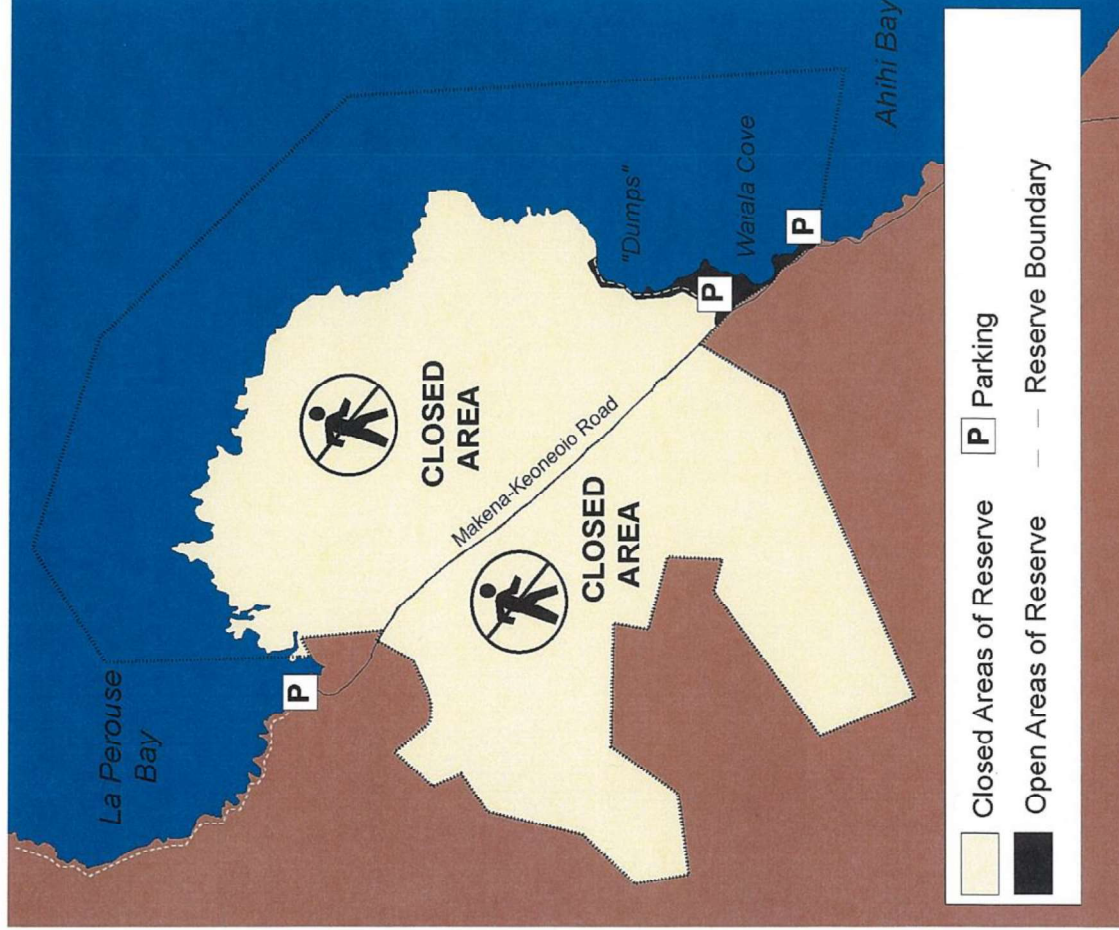 La Perouse
Bay
P
CLOSED
AREA
Makena-Keoneoio Road
CLOSED
AREA
"Dumps"
P
Waiala Cove
P
Ahihi Bay
Closed Areas of Reserve
P Parking
Open Areas of Reserve
Reserve Boundary